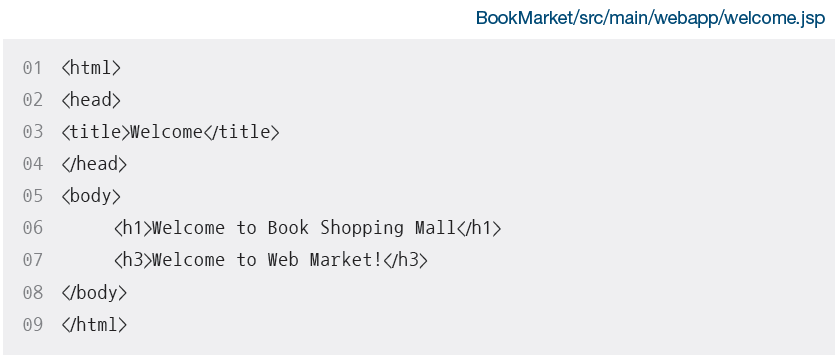 BookMarket/src/main/webapp/welcome.jsp
01 <html>
02 <head>
03 <title>Welcome</title>
04 </head>
05 <body>
06 <h1>Welcome to Book Shopping Mall</h1>
07 <h3>Welcome to Web Market!</h3>
08 </body>
09 </html>